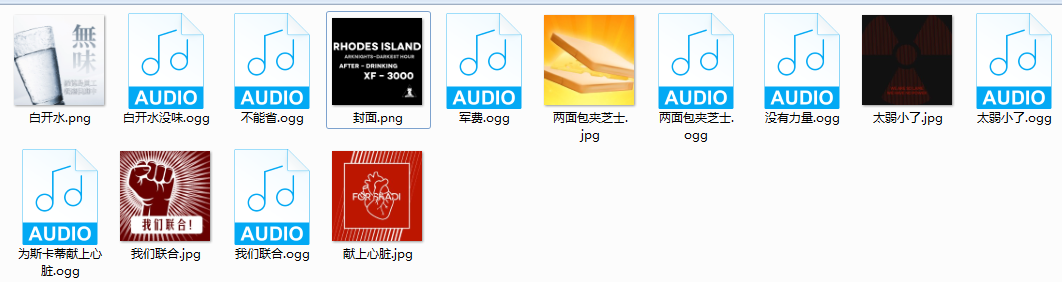 無
味
RHODES ISLAND
ARKNIGHTS-DARKEST HOUR
AFTER - DRINKING
XF - 3000
AUDIO
AUDIO
AUDIO
AUDIO
AUDIO
AUDIO
白开水.png
白开水没味.ogg
不能省.ogg
封面.png
军费.ogg
两面包夹芝士.
jpg
两面包夹芝士.
ogg
没有力量.ogg
太弱小了.jpg
太弱小了.ogg
我们联合!
FOR SKADI
AUDIO
AUDIO
为斯卡蒂献上心
脏.ogg
我们联合.jpg
我们联合.ogg
献上心脏.jpg